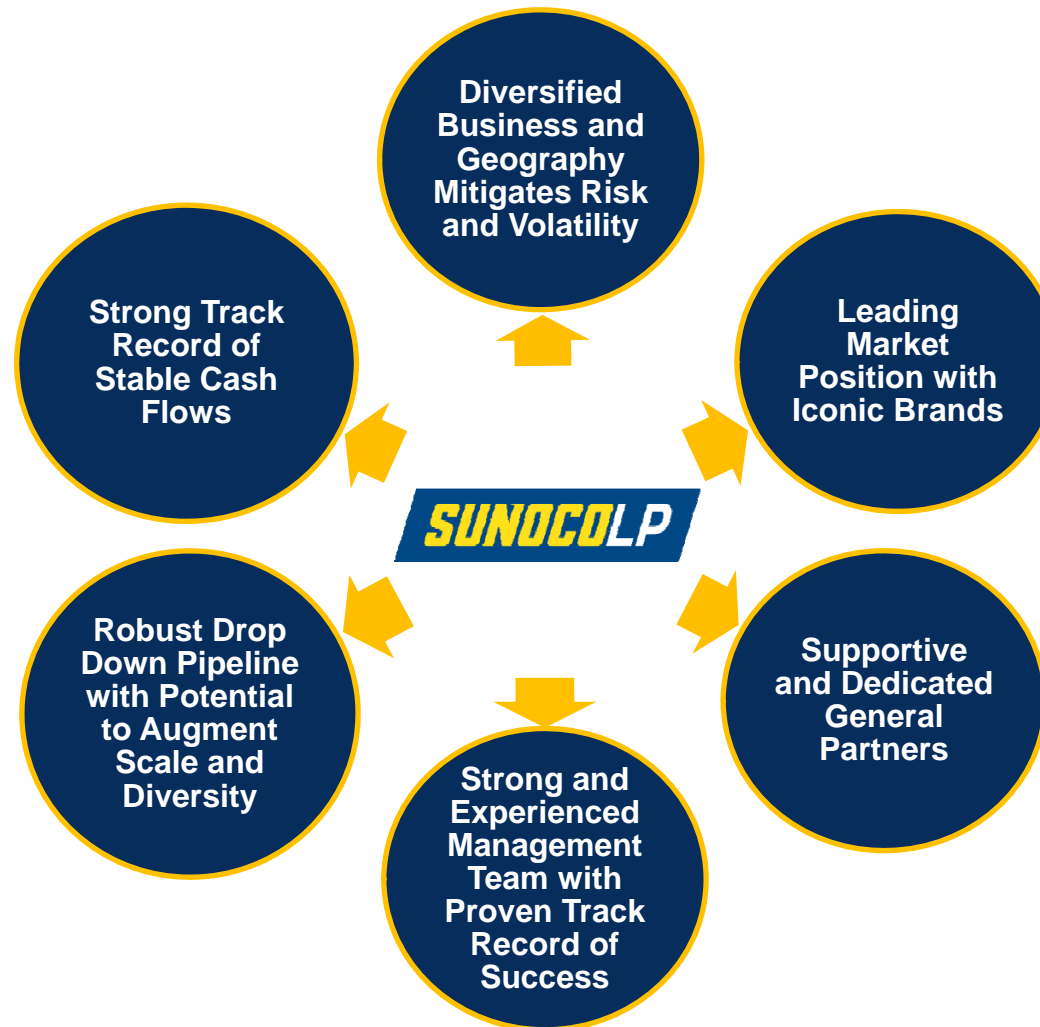 Diversified
Business and
Geography
Mitigates Risk
and Volatility
Leading
Market
Position with
Iconic Brands
Supportive
and Dedicated
General
Partners
Strong and
Experienced
Management
Team with
Proven Track
Record of
Success
Robust Drop
Down Pipeline
with Potential
to Augment
Scale and
Diversity
Strong Track
Record of
Stable Cash
Flows
SUNOCOLP